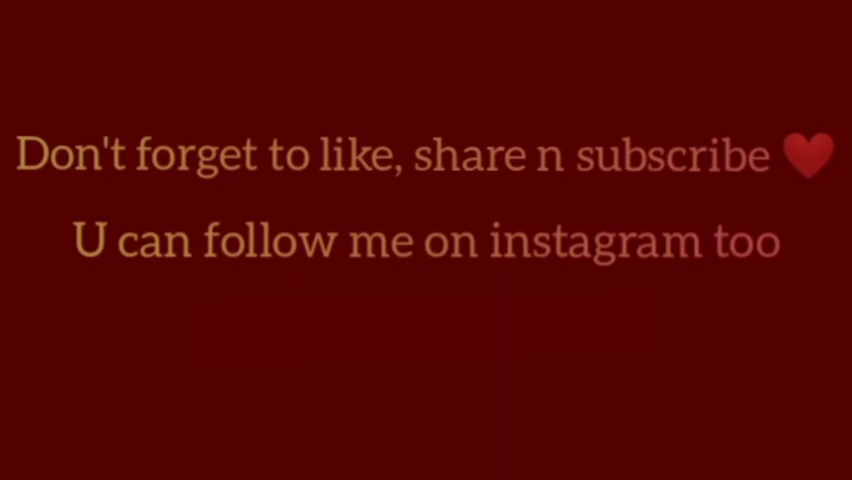 Don't forget to like, share n subscribe ❤️
U can follow me on instagram too